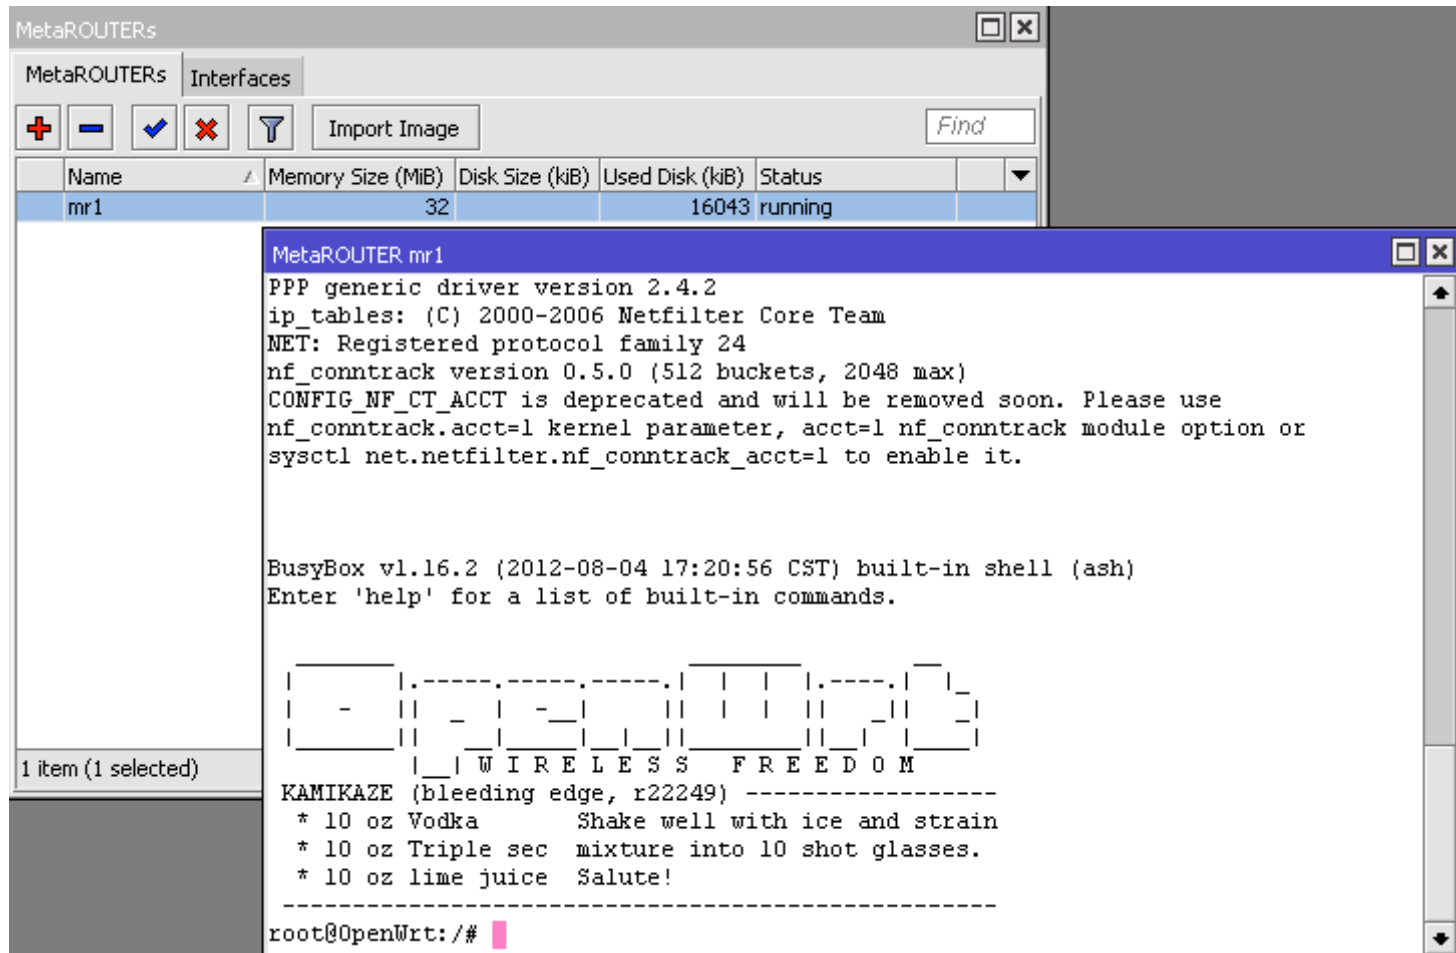 MetaROUTERs
MetaROUTERs Interfaces
Import Image Find
Name Memory Size (MiB) Disk Size (kiB) Used Disk (kiB) Status
mr1 32 16043 running
MetaROUTER mr1
PPP generic driver version 2.4.2
ip_tables: (C) 2000-2006 Netfilter Core Team
NET: Registered protocol family 24
nf_conntrack version 0.5.0 (512 buckets, 2048 max)
CONFIG_NF_CT_ACCT is deprecated and will be removed soon. Please use
nf_conntrack.acct=1 kernel parameter, acct=1 nf_conntrack module option or
sysctl net.netfilter.nf_conntrack_acct=1 to enable it.
BusyBox v1.16.2 (2012-08-04 17:20:56 CST) built-in shell (ash)
Enter 'help' for a list of built-in commands.
OpenWrt
W I R E L E S S   F R E E D O M
KAMIKAZE (bleeding edge, r22249) ------------------
* 10 oz Vodka       Shake well with ice and strain
* 10 oz Triple sec  mixture into 10 shot glasses.
* 10 oz lime juice  Salute!
---------------------------------------------------
root@OpenWrt:/#
1 item (1 selected)